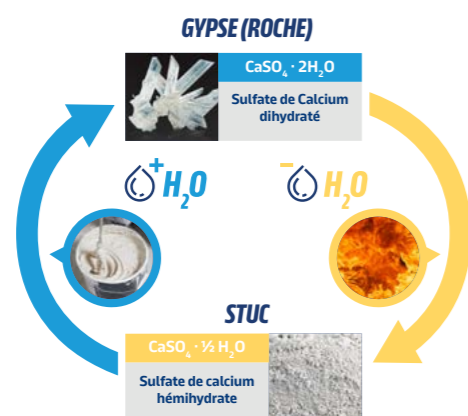 GYPSE (ROCHE)
CaSO₄ · 2H₂O
Sulfate de Calcium
dihydraté
+H₂O
−H₂O
STUC
CaSO₄ · ½ H₂O
Sulfate de calcium
hémihydrate